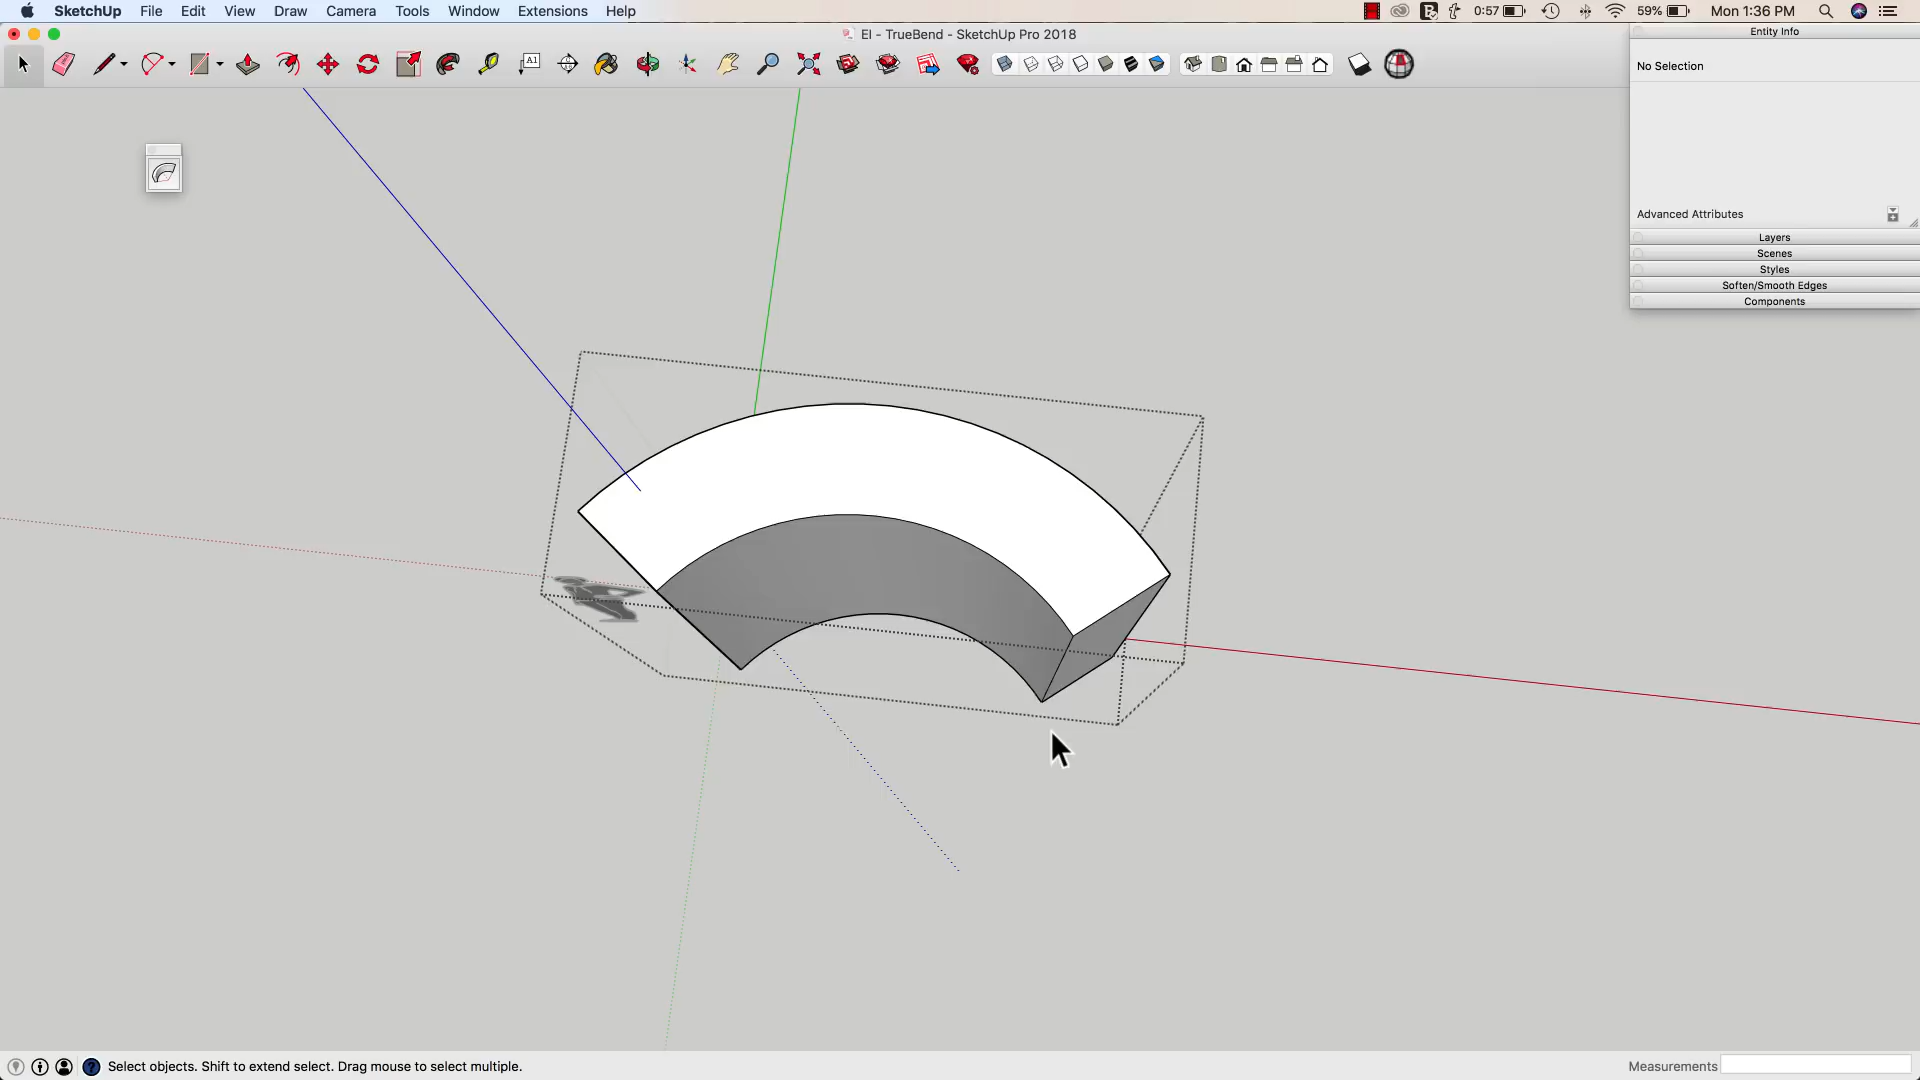 SketchUp File Edit View Draw Camera Tools Window Extensions Help 0:57 59% Mon 1:36 PM
EI - TrueBend - SketchUp Pro 2018
Entity Info
A1
No Selection
Advanced Attributes
Layers
Scenes
Styles
Soften/Smooth Edges
Components
Select objects. Shift to extend select. Drag mouse to select multiple.
Measurements